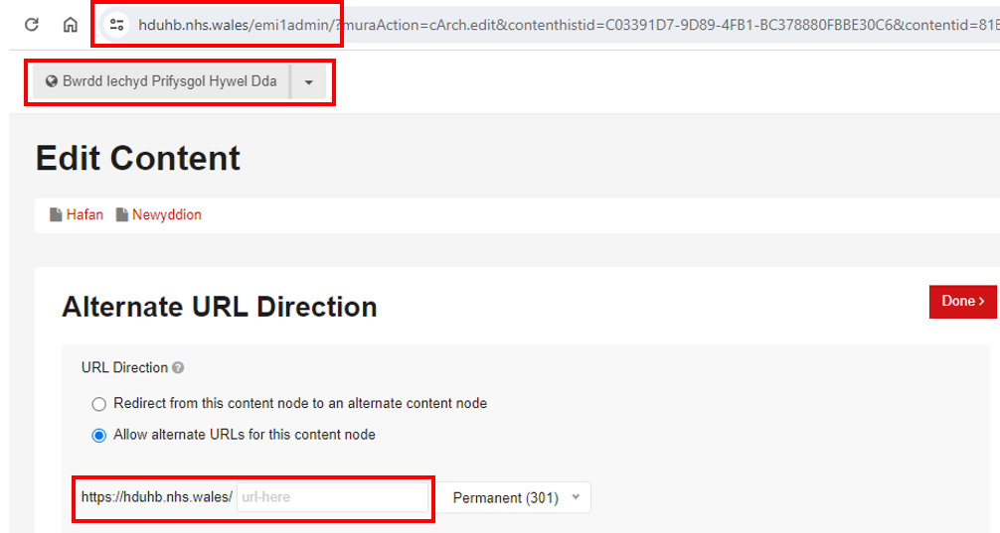 hduhb.nhs.wales/emi1admin/?muraAction=cArch.edit&contenthistid=C03391D7-9D89-4FB1-BC378880FBBE30C6&contentid=81B
Bwrdd Iechyd Prifysgol Hywel Dda
Edit Content
Hafan Newyddion
Alternate URL Direction
Done ›
URL Direction
Redirect from this content node to an alternate content node
Allow alternate URLs for this content node
https://hduhb.nhs.wales/ url-here Permanent (301)